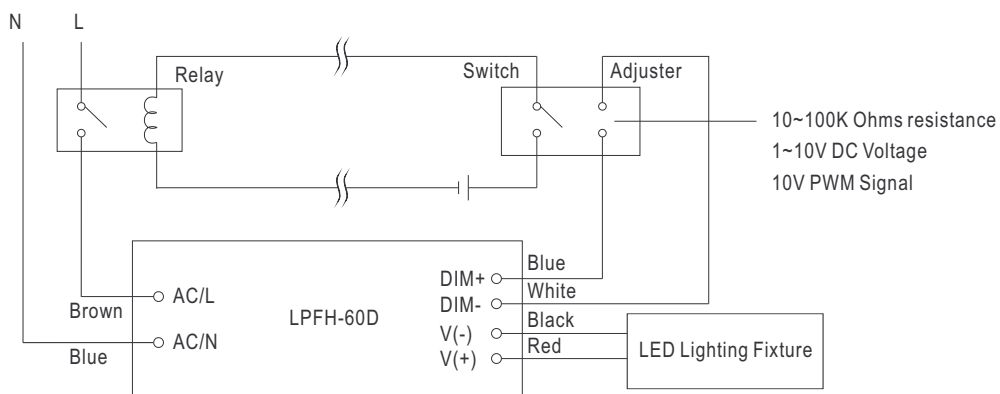 N
L
Relay
Switch
Adjuster
10~100K Ohms resistance
1~10V DC Voltage
10V PWM Signal
Blue
DIM+
White
DIM-
Brown
AC/L
LPFH-60D
Black
V(-)
Red
V(+)
Blue
AC/N
LED Lighting Fixture